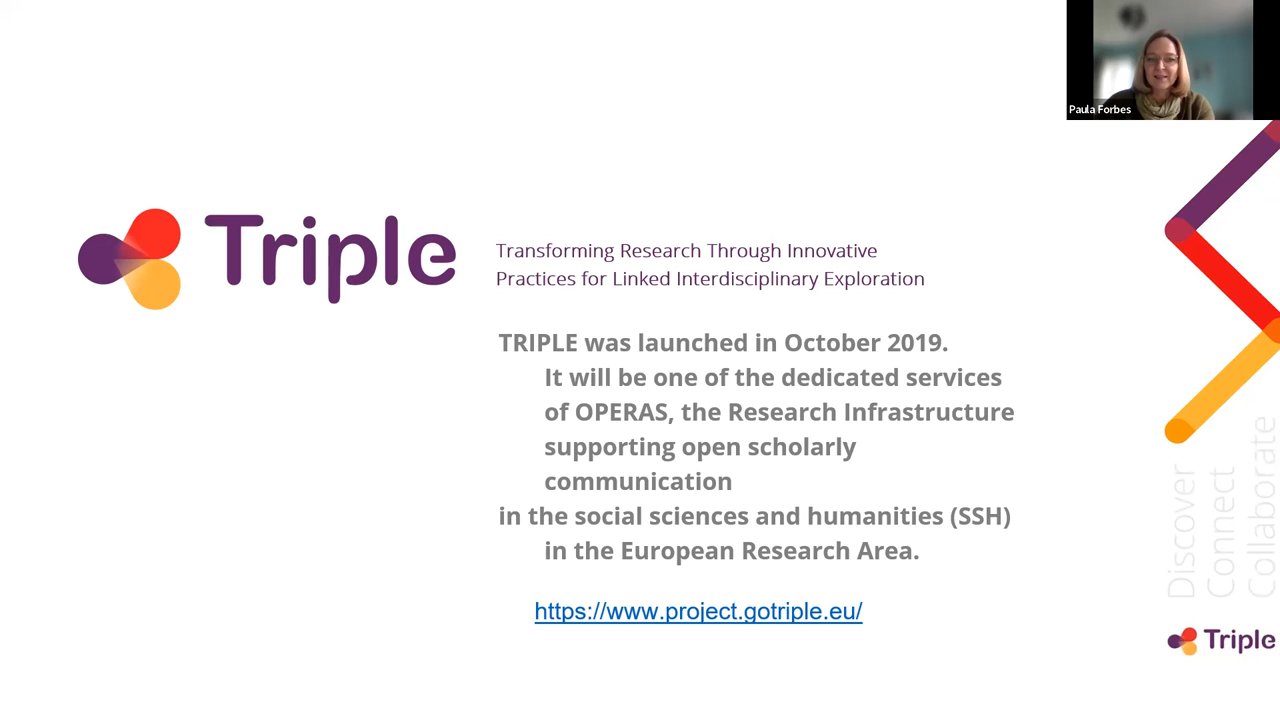 Paula Forbes
Triple
Transforming Research Through Innovative
Practices for Linked Interdisciplinary Exploration
TRIPLE was launched in October 2019.
It will be one of the dedicated services
of OPERAS, the Research Infrastructure
supporting open scholarly
communication
in the social sciences and humanities (SSH)
in the European Research Area.
https://www.project.gotriple.eu/
Discover
Connect
Collaborate
Triple